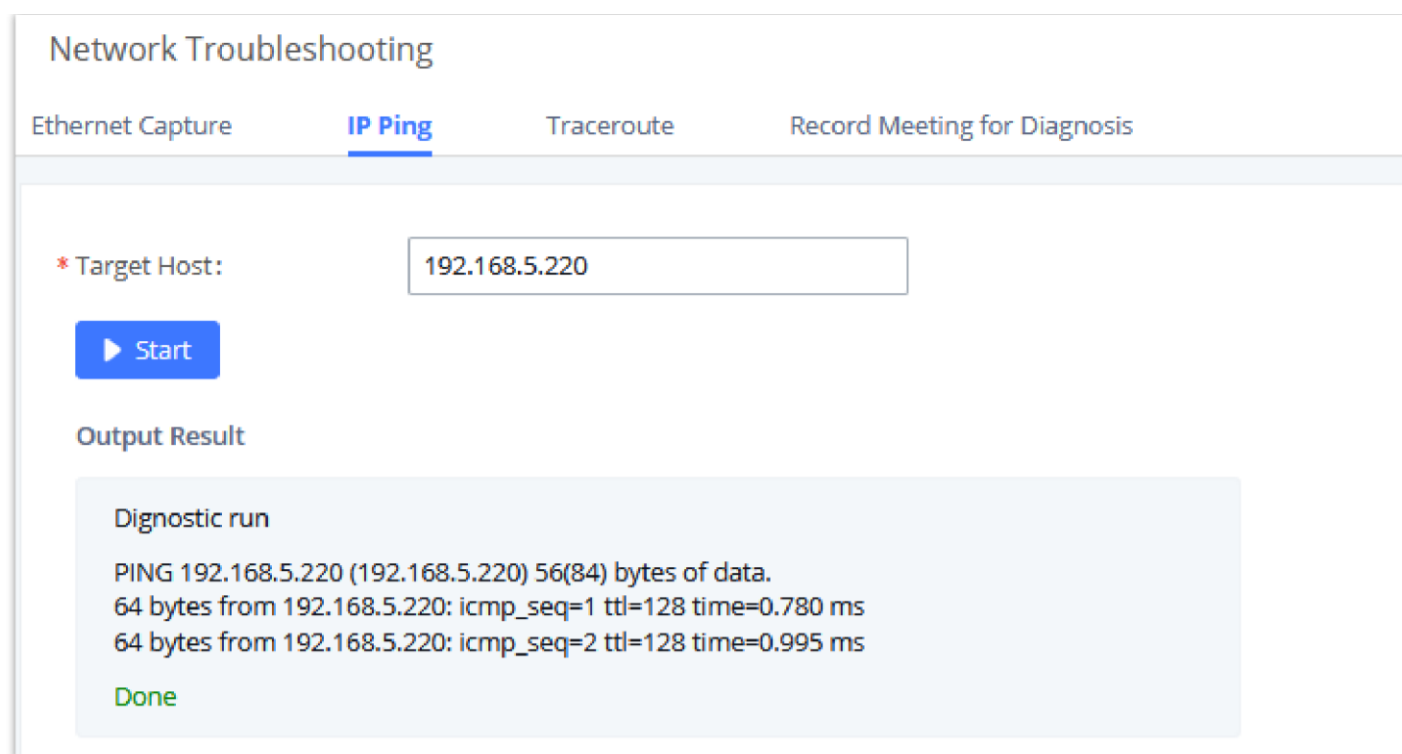 Network Troubleshooting
Ethernet Capture IP Ping Traceroute Record Meeting for Diagnosis
* Target Host: 192.168.5.220
Start
Output Result
Dignostic run
PING 192.168.5.220 (192.168.5.220) 56(84) bytes of data.
64 bytes from 192.168.5.220: icmp_seq=1 ttl=128 time=0.780 ms
64 bytes from 192.168.5.220: icmp_seq=2 ttl=128 time=0.995 ms
Done